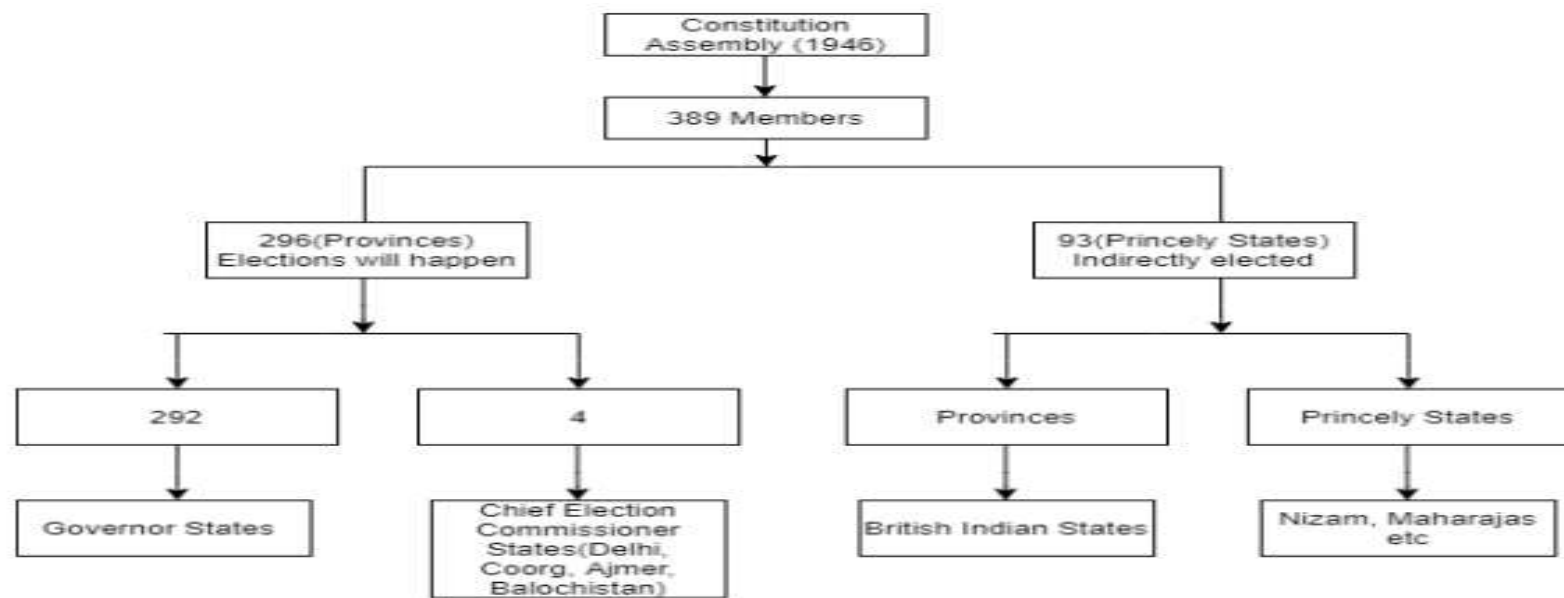 Constitution
Assembly (1946)
389 Members
296(Provinces)
Elections will happen
93(Princely States)
Indirectly elected
292
4
Provinces
Princely States
Governor States
Chief Election
Commissioner
States(Delhi,
Coorg, Ajmer,
Balochistan)
British Indian States
Nizam, Maharajas
etc